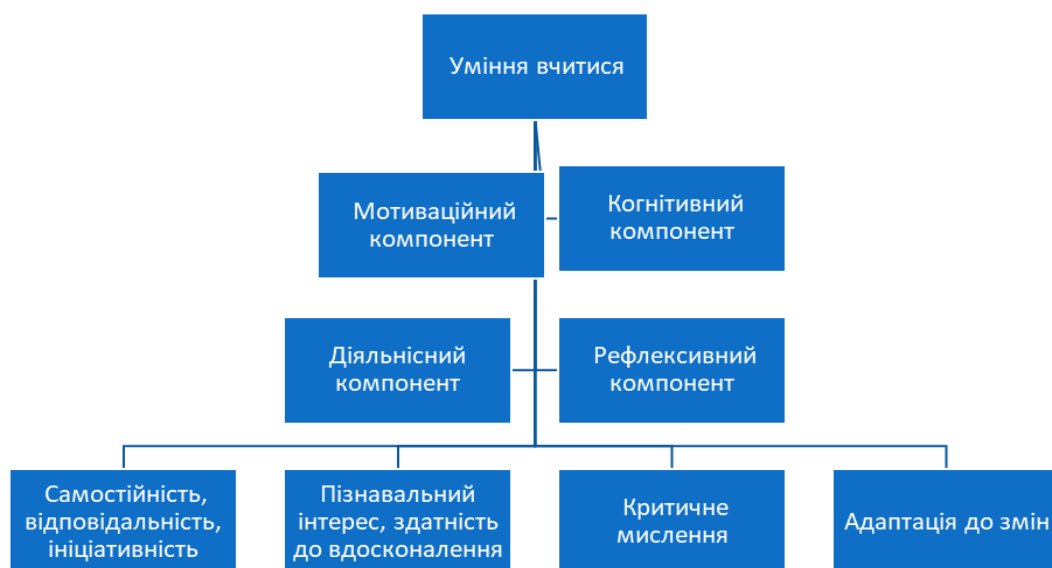 Уміння вчитися
Мотиваційний
компонент
Когнітивний
компонент
Діяльнісний
компонент
Рефлексивний
компонент
Самостійність,
відповідальність,
ініціативність
Пізнавальний
інтерес, здатність
до вдосконалення
Критичне
мислення
Адаптація до змін